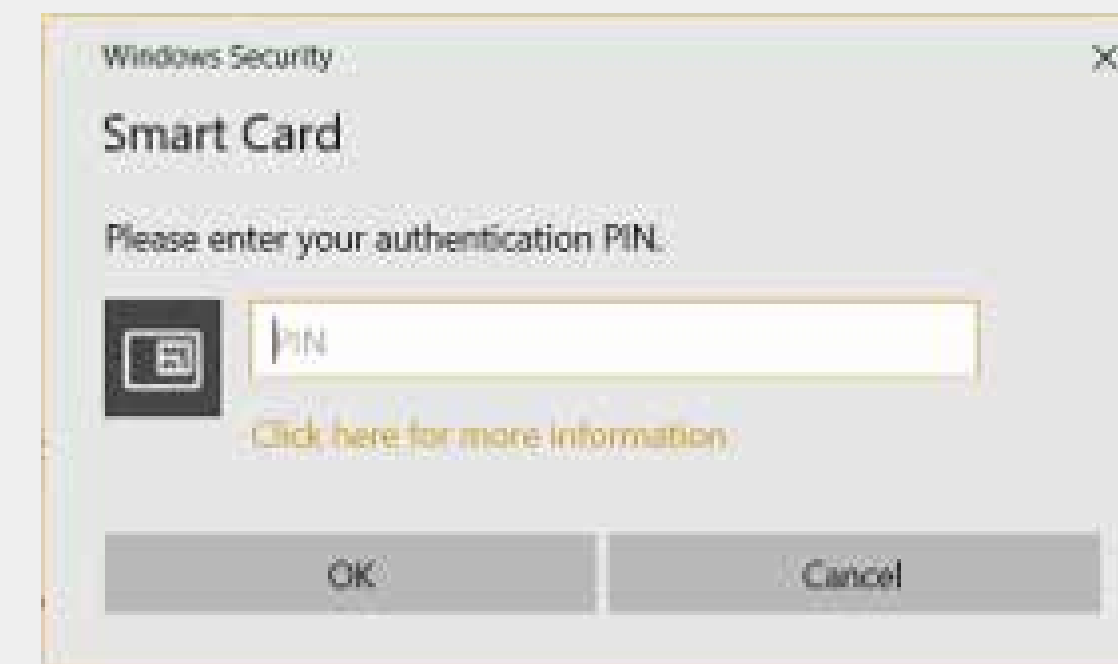 Windows Security
Smart Card
Please enter your authentication PIN.
PIN
Click here for more information
OK
Cancel